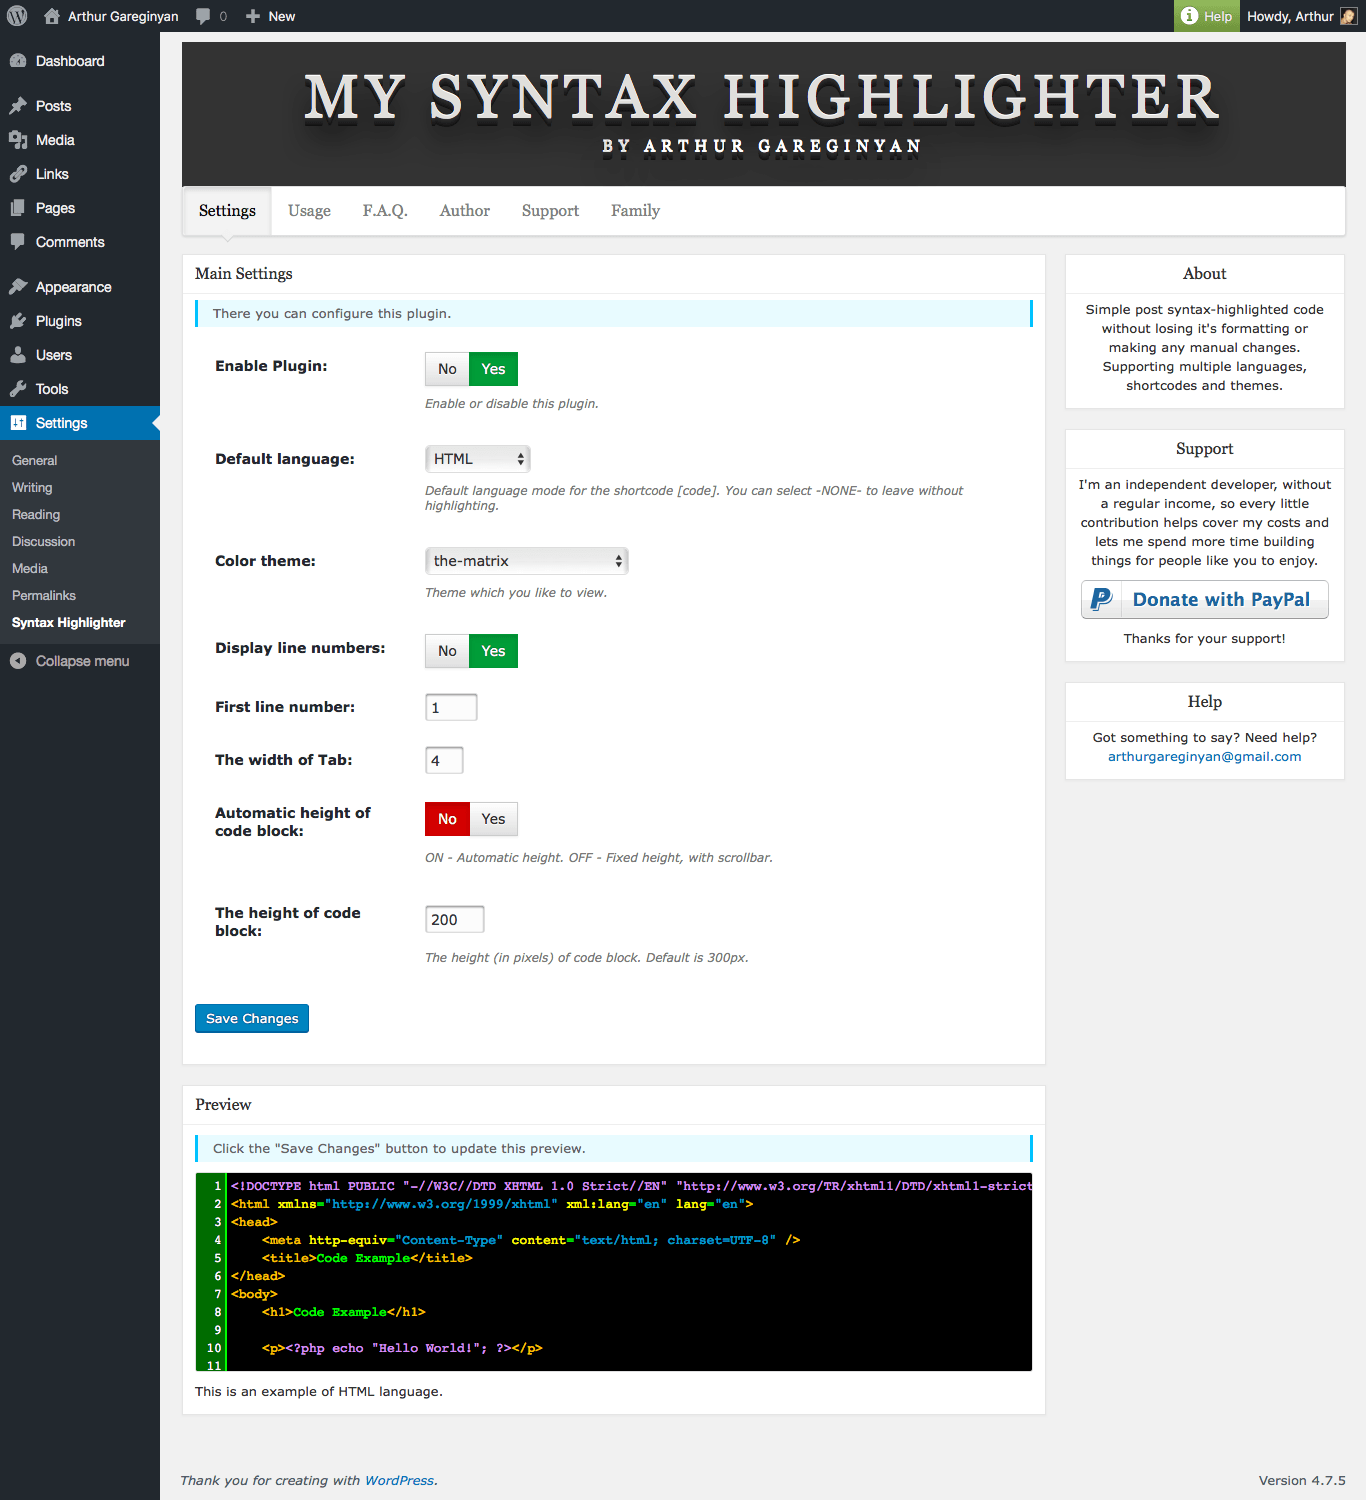 Arthur Gareginyan 0 New Help Howdy, Arthur
Dashboard
Posts
Media
Links
Pages
Comments
Appearance
Plugins
Users
Tools
Settings
General
Writing
Reading
Discussion
Media
Permalinks
Syntax Highlighter
Collapse menu
MY SYNTAX HIGHLIGHTER
BY ARTHUR GAREGINYAN
Settings Usage F.A.Q. Author Support Family
Main Settings
There you can configure this plugin.
Enable Plugin: No Yes
Enable or disable this plugin.
Default language: HTML
Default language mode for the shortcode [code]. You can select -NONE- to leave without
highlighting.
Color theme: the-matrix
Theme which you like to view.
Display line numbers: No Yes
First line number: 1
The width of Tab: 4
Automatic height of
code block: No Yes
ON - Automatic height. OFF - Fixed height, with scrollbar.
The height of code
block: 200
The height (in pixels) of code block. Default is 300px.
Save Changes
Preview
Click the "Save Changes" button to update this preview.
1 <!DOCTYPE html PUBLIC "-//W3C//DTD XHTML 1.0 Strict//EN" "http://www.w3.org/TR/xhtml1/DTD/xhtml1-strict
2 <html xmlns="http://www.w3.org/1999/xhtml" xml:lang="en" lang="en">
3 <head>
4 <meta http-equiv="Content-Type" content="text/html; charset=UTF-8" />
5 <title>Code Example</title>
6 </head>
7 <body>
8 <h1>Code Example</h1>
9
10 <p><?php echo "Hello World!"; ?></p>
11
This is an example of HTML language.
About
Simple post syntax-highlighted code
without losing it's formatting or
making any manual changes.
Supporting multiple languages,
shortcodes and themes.
Support
I'm an independent developer, without
a regular income, so every little
contribution helps cover my costs and
lets me spend more time building
things for people like you to enjoy.
Donate with PayPal
Thanks for your support!
Help
Got something to say? Need help?
arthurgareginyan@gmail.com
Thank you for creating with WordPress.
Version 4.7.5